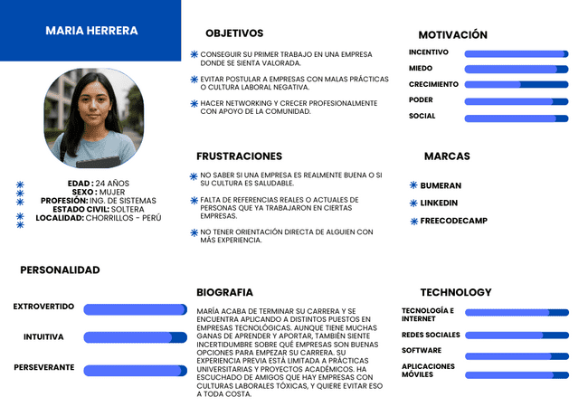 MARIA HERRERA
EDAD : 24 AÑOS
SEXO : MUJER
PROFESIÓN: ING. DE SISTEMAS
ESTADO CIVIL: SOLTERA
LOCALIDAD: CHORRILLOS - PERÚ
PERSONALIDAD
EXTROVERTIDO
INTUITIVA
PERSEVERANTE
OBJETIVOS
CONSEGUIR SU PRIMER TRABAJO EN UNA EMPRESA
DONDE SE SIENTA VALORADA.
EVITAR POSTULAR A EMPRESAS CON MALAS PRÁCTICAS
O CULTURA LABORAL NEGATIVA.
HACER NETWORKING Y CRECER PROFESIONALMENTE
CON APOYO DE LA COMUNIDAD.
FRUSTRACIONES
NO SABER SI UNA EMPRESA ES REALMENTE BUENA O SI
SU CULTURA ES SALUDABLE.
FALTA DE REFERENCIAS REALES O ACTUALES DE
PERSONAS QUE YA TRABAJARON EN CIERTAS
EMPRESAS.
NO TENER ORIENTACIÓN DIRECTA DE ALGUIEN CON
MÁS EXPERIENCIA.
BIOGRAFIA
MARÍA ACABA DE TERMINAR SU CARRERA Y SE
ENCUENTRA APLICANDO A DISTINTOS PUESTOS EN
EMPRESAS TECNOLÓGICAS. AUNQUE TIENE MUCHAS
GANAS DE APRENDER Y APORTAR, TAMBIÉN SIENTE
INCERTIDUMBRE SOBRE QUÉ EMPRESAS SON BUENAS
OPCIONES PARA EMPEZAR SU CARRERA. SU
EXPERIENCIA PREVIA ESTÁ LIMITADA A PRÁCTICAS
UNIVERSITARIAS Y PROYECTOS ACADÉMICOS. HA
ESCUCHADO DE AMIGOS QUE HAY EMPRESAS CON
CULTURAS LABORALES TÓXICAS, Y QUIERE EVITAR ESO
A TODA COSTA.
MOTIVACIÓN
INCENTIVO
MIEDO
CRECIMIENTO
PODER
SOCIAL
MARCAS
BUMERAN
LINKEDIN
FREECODECAMP
TECHNOLOGY
TECNOLOGÍA E
INTERNET
REDES SOCIALES
SOFTWARE
APLICACIONES
MÓVILES